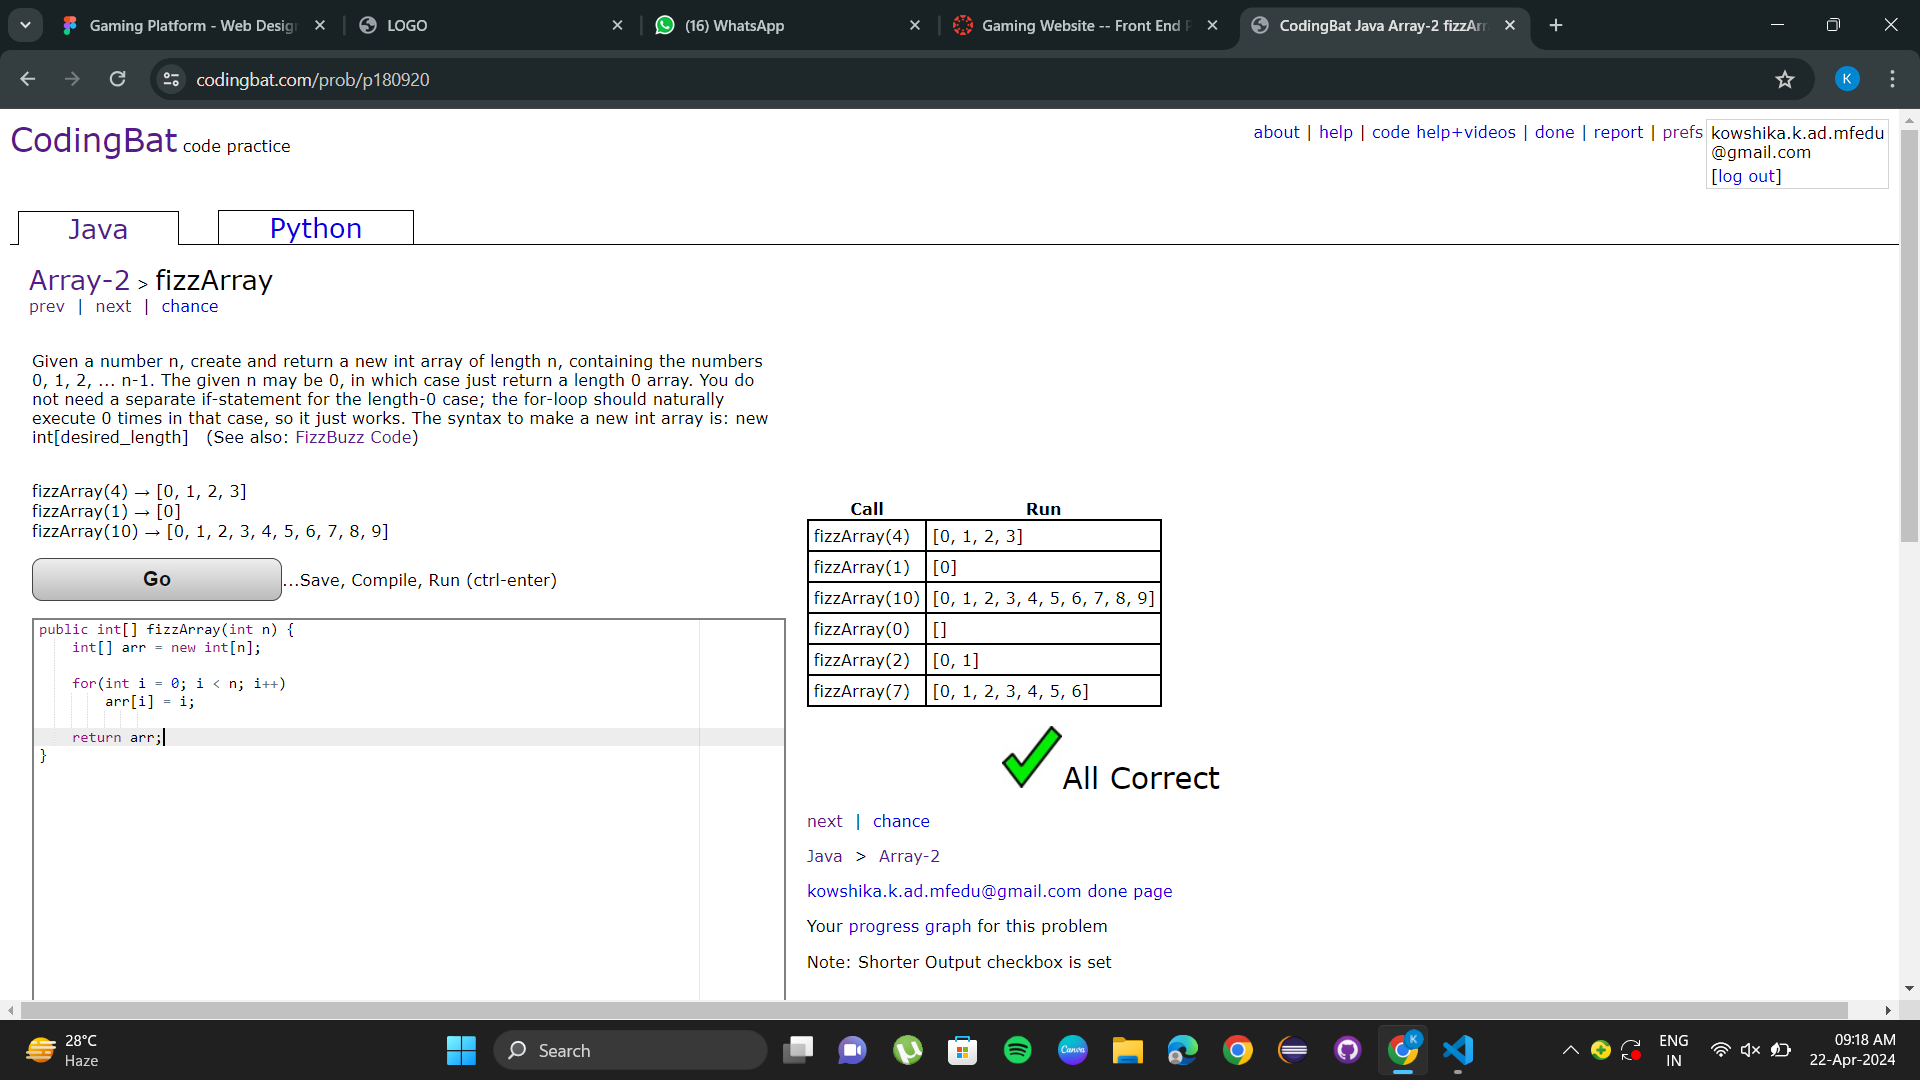 Gaming Platform - Web Desig
LOGO
(16) WhatsApp
Gaming Website -- Front End
CodingBat Java Array-2 fizzArr
codingbat.com/prob/p180920
K
CodingBat code practice
about | help | code help+videos | done | report | prefs
kowshika.k.ad.mfedu
@gmail.com
[log out]
Java
Python
Array-2 > fizzArray
prev | next | chance
Given a number n, create and return a new int array of length n, containing the numbers
0, 1, 2, ... n-1. The given n may be 0, in which case just return a length 0 array. You do
not need a separate if-statement for the length-0 case; the for-loop should naturally
execute 0 times in that case, so it just works. The syntax to make a new int array is: new
int[desired_length]   (See also: FizzBuzz Code)
fizzArray(4) → [0, 1, 2, 3]
fizzArray(1) → [0]
fizzArray(10) → [0, 1, 2, 3, 4, 5, 6, 7, 8, 9]
Go ...Save, Compile, Run (ctrl-enter)
public int[] fizzArray(int n) {
    int[] arr = new int[n];
    for(int i = 0; i < n; i++)
        arr[i] = i;
    return arr;
}
Call Run
fizzArray(4) [0, 1, 2, 3]
fizzArray(1) [0]
fizzArray(10) [0, 1, 2, 3, 4, 5, 6, 7, 8, 9]
fizzArray(0) []
fizzArray(2) [0, 1]
fizzArray(7) [0, 1, 2, 3, 4, 5, 6]
All Correct
next | chance
Java > Array-2
kowshika.k.ad.mfedu@gmail.com done page
Your progress graph for this problem
Note: Shorter Output checkbox is set
28°C
Haze
Search
Canva
K
ENG
IN
09:18 AM
22-Apr-2024